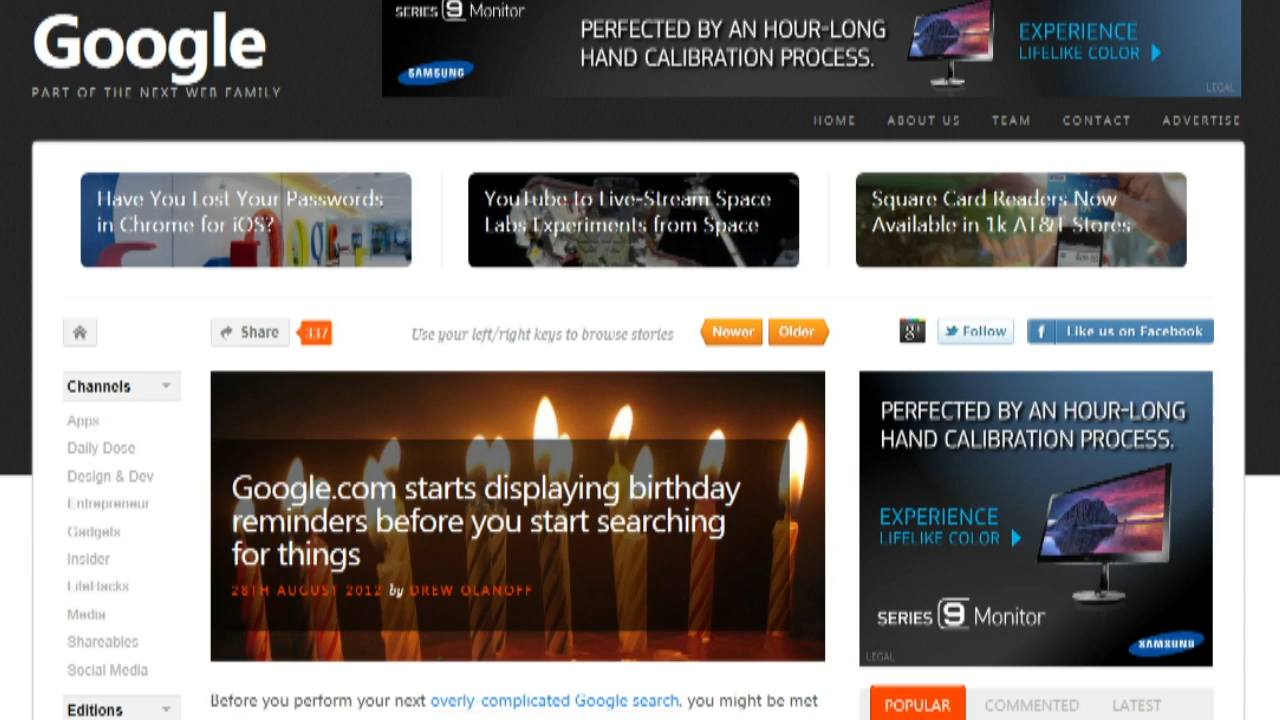 Google
PART OF THE NEXT WEB FAMILY
SERIES 9 Monitor
SAMSUNG
PERFECTED BY AN HOUR-LONG
HAND CALIBRATION PROCESS.
EXPERIENCE
LIFELIKE COLOR
LEGAL
HOME ABOUT US TEAM CONTACT ADVERTISE
Have You Lost Your Passwords
in Chrome for iOS?
YouTube to Live-Stream Space
Labs Experiments from Space
Square Card Readers Now
Available in 1k AT&T Stores
Share 337 Use your left/right keys to browse stories Newer Older g+ Follow f Like us on Facebook
Channels
Apps
Daily Dose
Design & Dev
Entrepreneur
Gadgets
Insider
LifeHacks
Media
Shareables
Social Media
Editions
Google.com starts displaying birthday
reminders before you start searching
for things
28TH AUGUST 2012 by DREW OLANOFF
Before you perform your next overly-complicated Google search, you might be met
PERFECTED BY AN HOUR-LONG
HAND CALIBRATION PROCESS.
EXPERIENCE
LIFELIKE COLOR
SERIES 9 Monitor
SAMSUNG
LEGAL
POPULAR COMMENTED LATEST